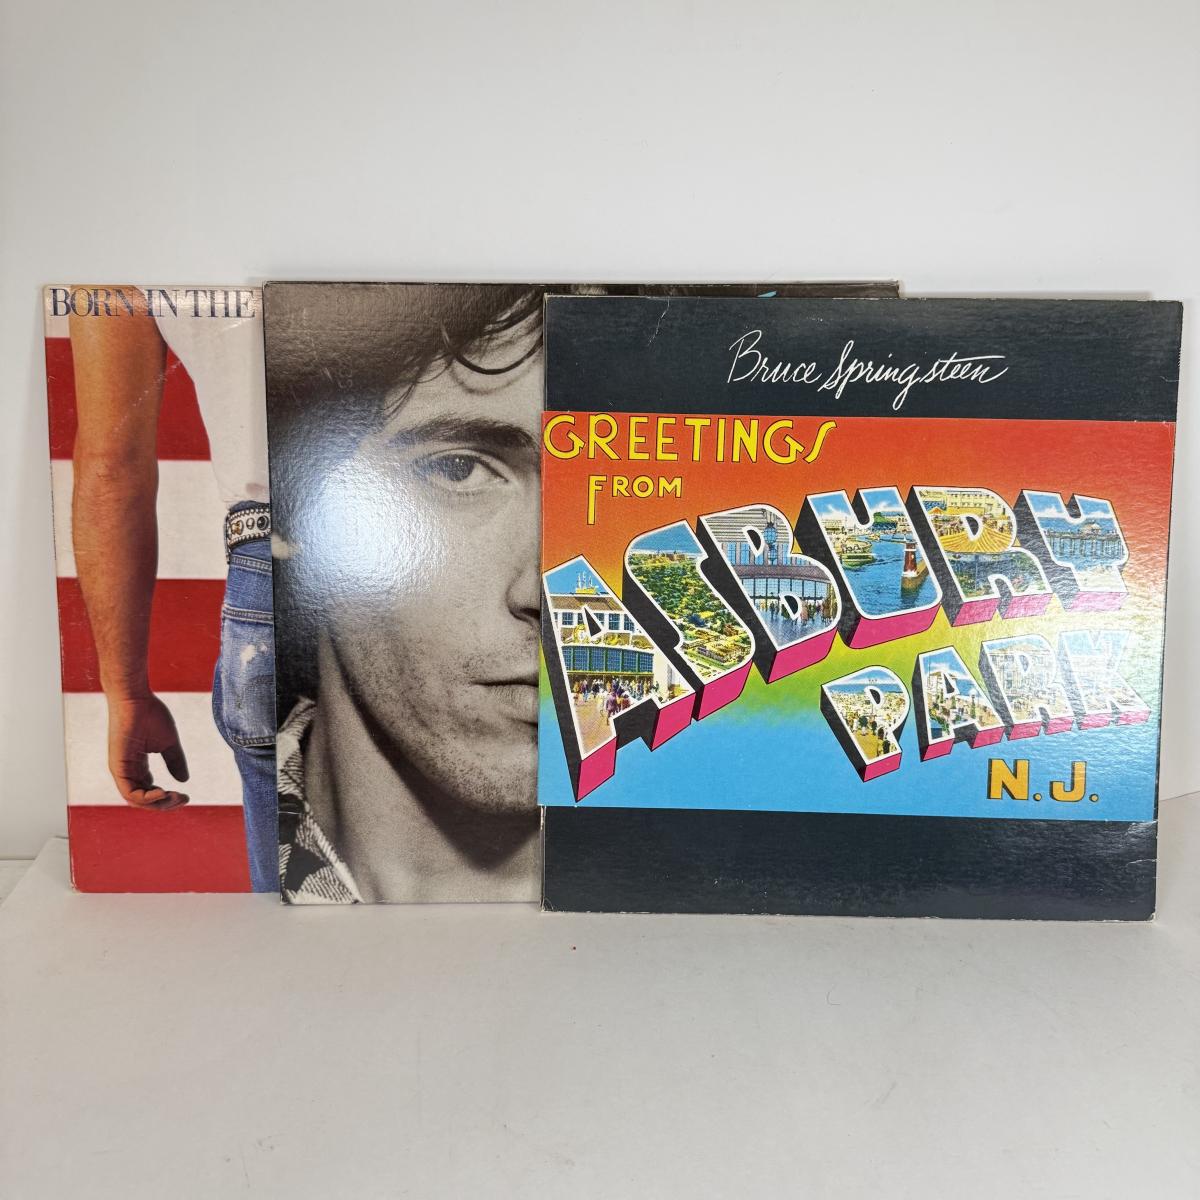 BORN IN THE
Bruce Springsteen
GREETINGS
FROM
ASBURY
PARK
N.J.